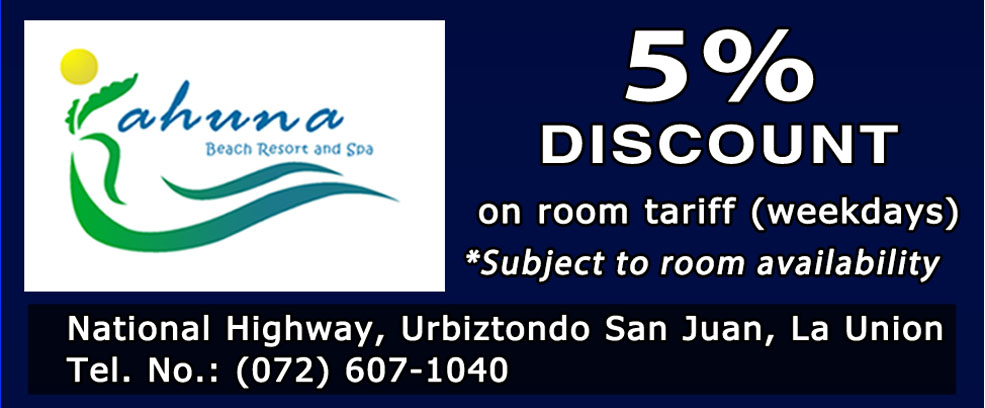 Kahuna
Beach Resort and Spa
5%
DISCOUNT
on room tariff (weekdays)
*Subject to room availability
National Highway, Urbiztondo San Juan, La Union
Tel. No.: (072) 607-1040